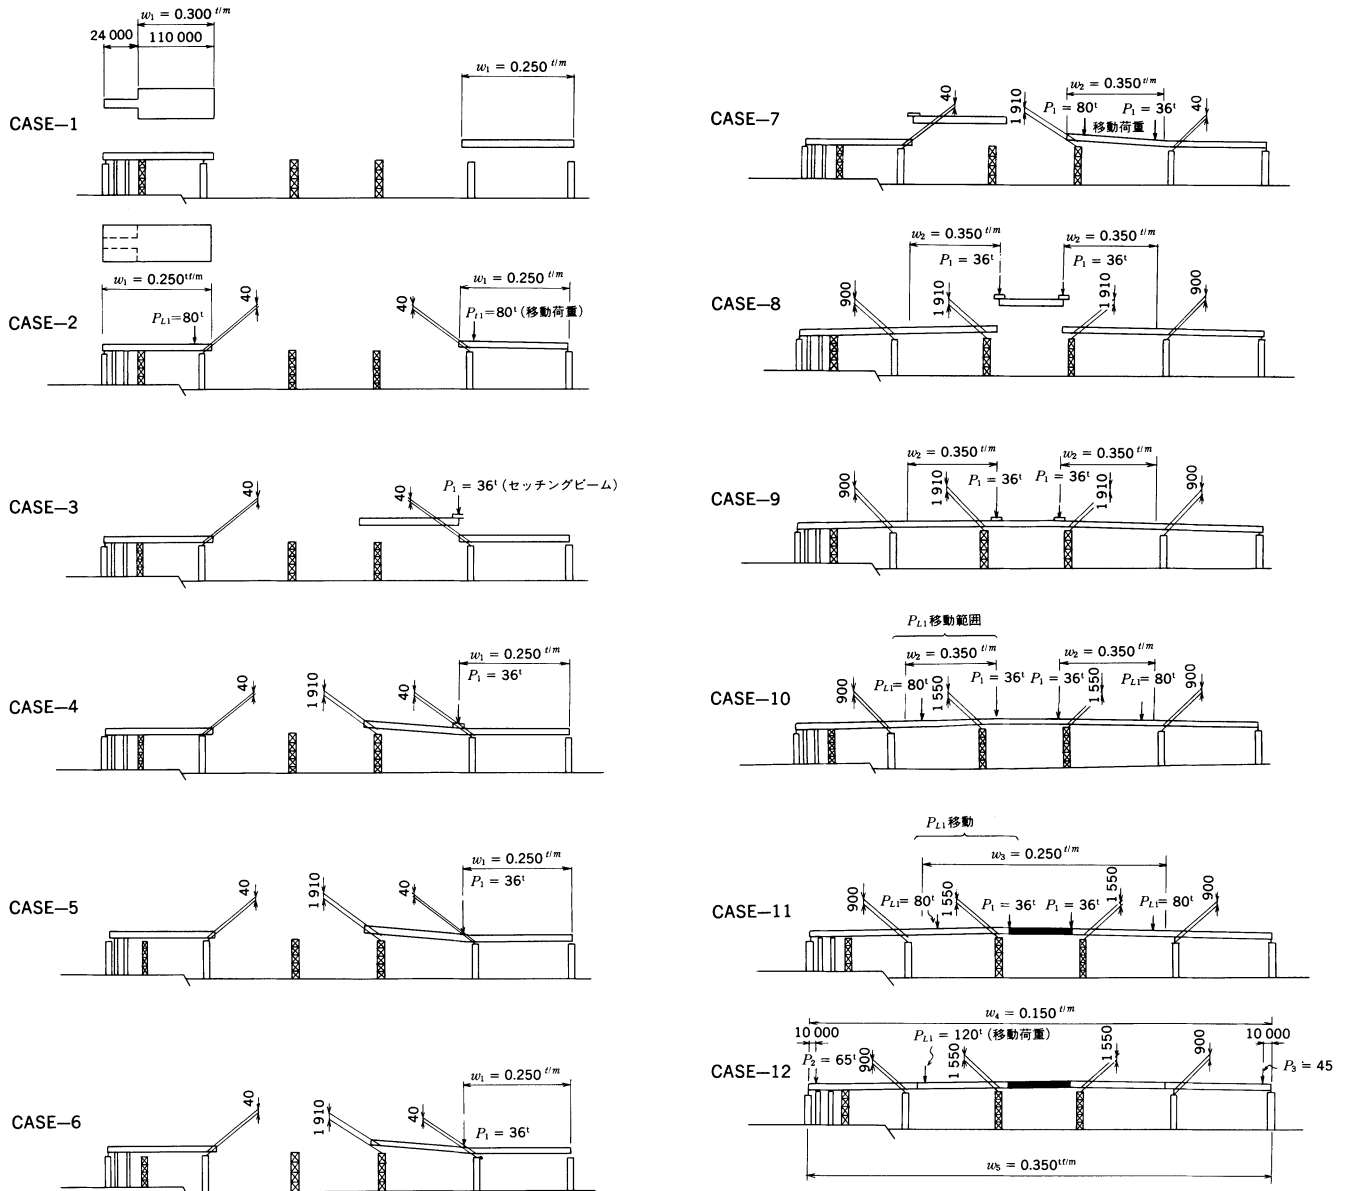 w₁ = 0.300 t/m
24 000
110 000
w₁ = 0.250 t/m
CASE−1
w₁ = 0.250 tf/m
w₁ = 0.250 t/m
40
40
CASE−2
P_L1=80t
P_L1=80t (移動荷重)
CASE−3
40
40
P₁ = 36t (セッチングビーム)
w₁ = 0.250 t/m
P₁ = 36t
CASE−4
40
1 910
40
w₁ = 0.250 t/m
P₁ = 36t
CASE−5
40
1 910
40
w₁ = 0.250 t/m
CASE−6
40
1 910
40
P₁ = 36t
w₂ = 0.350 t/m
CASE−7
40
1 910
P₁ = 80t
P₁ = 36t
40
移動荷重
w₂ = 0.350 t/m
w₂ = 0.350 t/m
P₁ = 36t
P₁ = 36t
CASE−8
900
1 910
1 910
900
w₂ = 0.350 t/m
w₂ = 0.350 t/m
CASE−9
900
1 910
P₁ = 36t
P₁ = 36t
1 910
900
P_L1移動範囲
w₂ = 0.350 t/m
w₂ = 0.350 t/m
CASE−10
900
P_L1= 80t
1 550
P₁ = 36t
P₁ = 36t
1 550
P_L1= 80t
900
P_L1移動
w₃ = 0.250 t/m
CASE−11
900
P_L1= 80t
1 550
P₁ = 36t
P₁ = 36t
1 550
P_L1= 80t
900
w₄ = 0.150 t/m
10 000
P_L1= 120t (移動荷重)
10 000
CASE−12
P₂ = 65t
900
1 550
1 550
900
P₃ = 45
w₅ = 0.350 tf/m